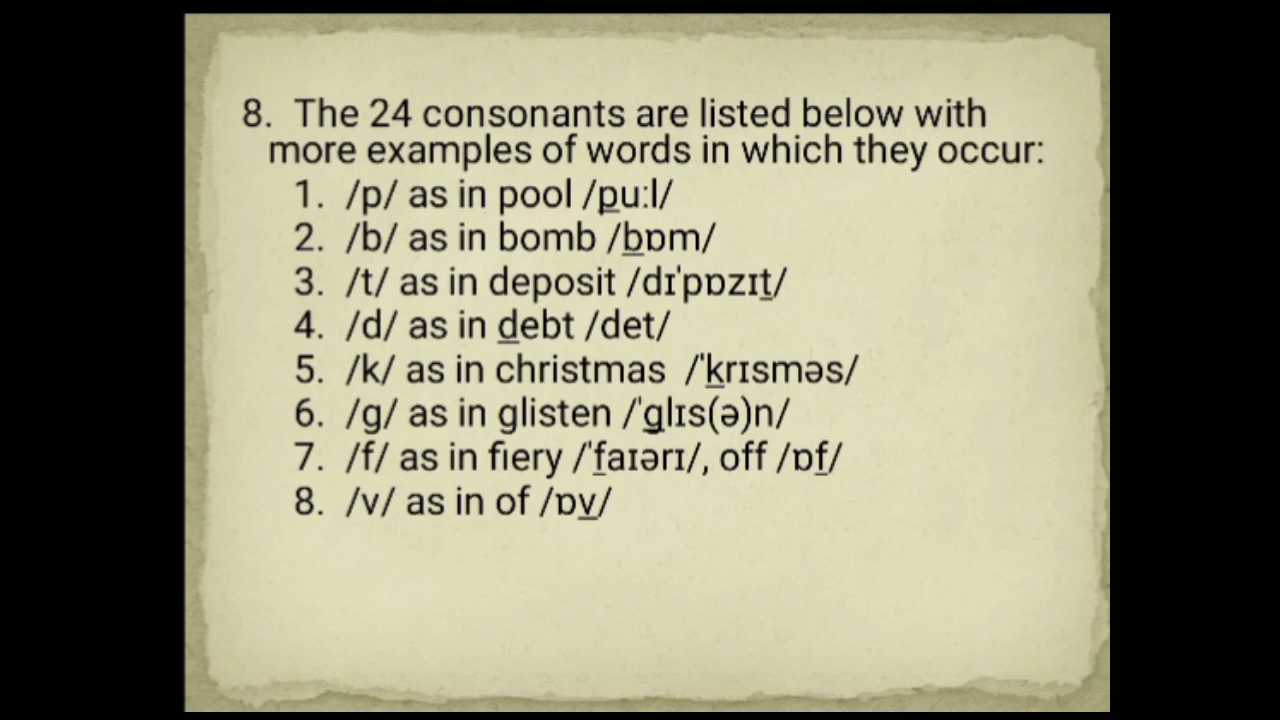 8. The 24 consonants are listed below with
more examples of words in which they occur:
1. /p/ as in pool /pu:l/
2. /b/ as in bomb /bɒm/
3. /t/ as in deposit /dɪˈpɒzɪt/
4. /d/ as in debt /det/
5. /k/ as in christmas /ˈkrɪsməs/
6. /g/ as in glisten /ˈglɪs(ə)n/
7. /f/ as in fiery /ˈfaɪərɪ/, off /ɒf/
8. /v/ as in of /ɒv/